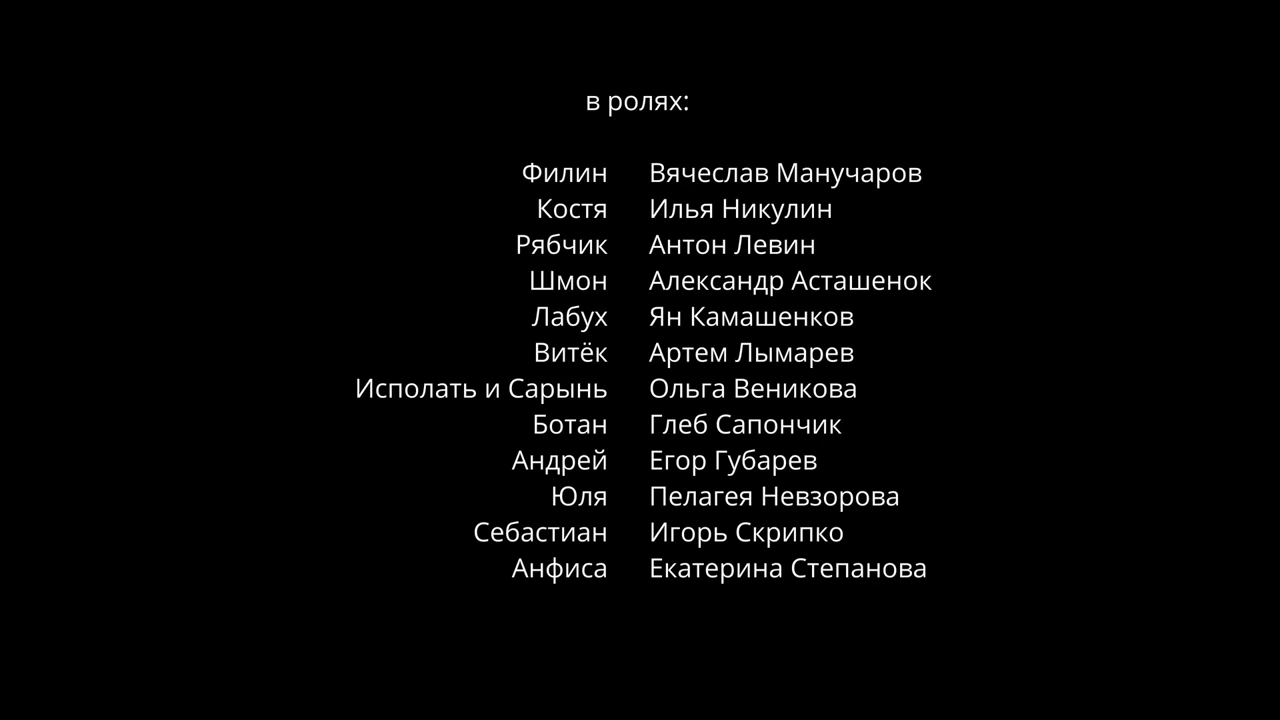 в ролях:
Филин Вячеслав Манучаров
Костя Илья Никулин
Рябчик Антон Левин
Шмон Александр Асташенок
Лабух Ян Камашенков
Витёк Артем Лымарев
Исполать и Сарынь Ольга Веникова
Ботан Глеб Сапончик
Андрей Егор Губарев
Юля Пелагея Невзорова
Себастиан Игорь Скрипко
Анфиса Екатерина Степанова